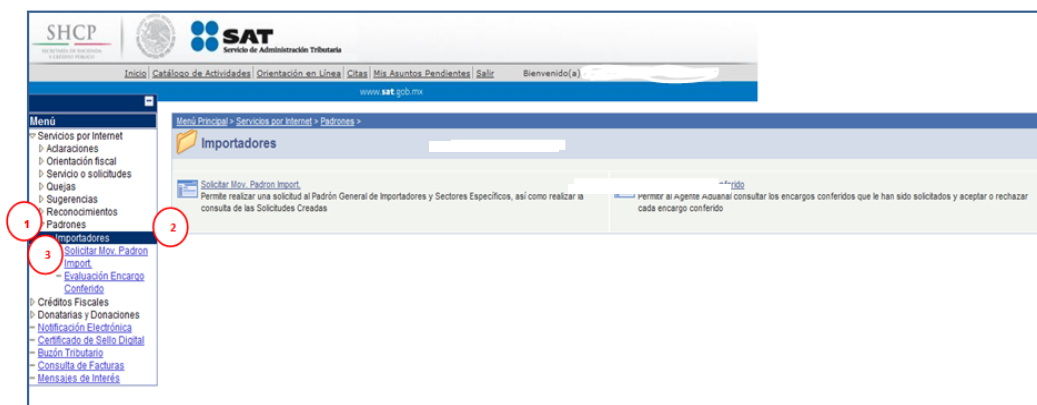 SHCP
SECRETARÍA DE HACIENDA
Y CRÉDITO PÚBLICO
SAT
Servicio de Administración Tributaria
Inicio Catálogo de Actividades Orientación en Línea Citas Mis Asuntos Pendientes Salir Bienvenido(a)
www.sat.gob.mx
Menú
Servicios por Internet
Aclaraciones
Orientación fiscal
Servicio o solicitudes
Quejas
Sugerencias
Reconocimientos
1
Padrones
2
Importadores
3
Solicitar Mov. Padron
Import.
Evaluación Encargo
Conferido
Créditos Fiscales
Donatarias y Donaciones
Notificación Electrónica
Certificado de Sello Digital
Buzón Tributario
Consulta de Facturas
Mensajes de Interés
Menú Principal > Servicios por Internet > Padrones >
Importadores
Solicitar Mov. Padron Import.
Permite realizar una solicitud al Padrón General de Importadores y Sectores Específicos, así como realizar la
consulta de las Solicitudes Creadas
Permitir al Agente Aduanal consultar los encargos conferidos que le han sido solicitados y aceptar o rechazar
cada encargo conferido